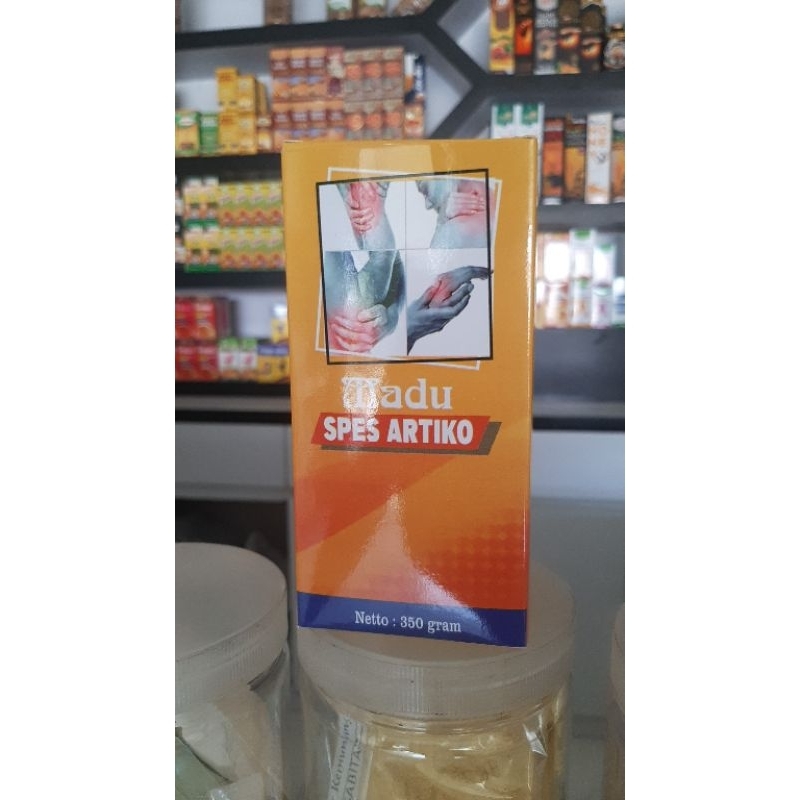 Madu
SPES ARTIKO
Netto : 350 gram